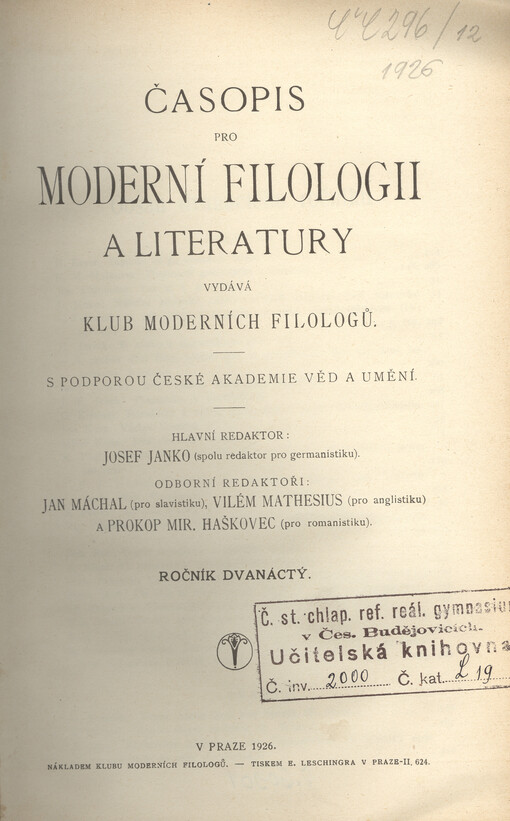 296/12
1926
ČASOPIS
PRO
MODERNÍ FILOLOGII
A LITERATURY
VYDÁVÁ
KLUB MODERNÍCH FILOLOGŮ.
S PODPOROU ČESKÉ AKADEMIE VĚD A UMĚNÍ.
HLAVNÍ REDAKTOR:
JOSEF JANKO (spolu redaktor pro germanistiku).
ODBORNÍ REDAKTOŘI:
JAN MÁCHAL (pro slavistiku), VILÉM MATHESIUS (pro anglistiku)
A PROKOP MIR. HAŠKOVEC (pro romanistiku).
ROČNÍK DVANÁCTÝ.
Č. st. chlap. ref. reál. gymnasium
v Čes. Budějovicích.
Učitelská knihovna
Č. inv. 2000 Č. kat. L 19
V PRAZE 1926.
NÁKLADEM KLUBU MODERNÍCH FILOLOGŮ. — TISKEM E. LESCHINGRA V PRAZE-II, 624.